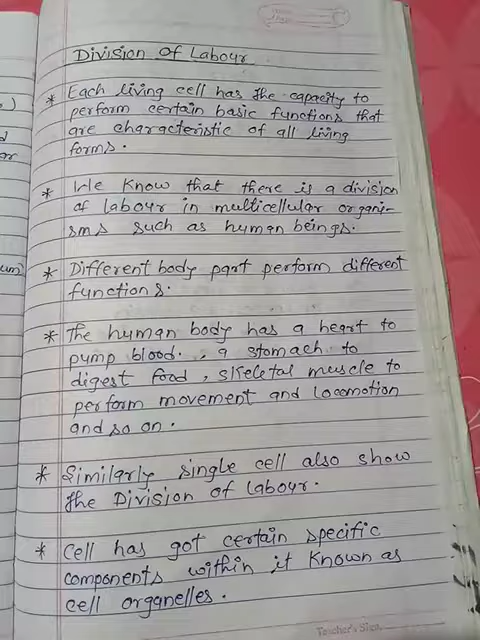 Division of Labour
* Each living cell has the capacity to
perform certain basic functions that
are characteristic of all living
forms.
* We know that there is a division
of labour in multicellular organi-
sms such as human beings.
* Different body part perform different
functions.
* The human body has a heart to
pump blood. , a stomach to
digest food, skeletal muscle to
perform movement and locomotion
and so on.
* Similarly single cell also show
the Division of labour.
* Cell has got certain specific
components within it known as
cell organelles.
Teacher's Sign.